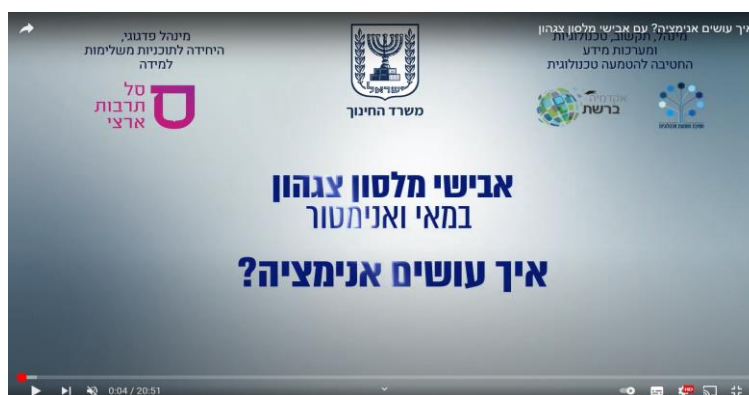 איך עושים אנימציה? עם אבישי מלסון צגהון
מינהל, תקשוב, טכנולוגיות
ומערכות מידע
החטיבה להטמעה טכנולוגית
אקדמיה
ברשת
משרד החינוך
ישראל
מינהל פדגוגי,
היחידה לתוכניות משלימות
למידה
סל
תרבות
ארצי
אבישי מלסון צגהון
במאי ואנימטור
איך עושים אנימציה?
0:04 / 20:51
HD